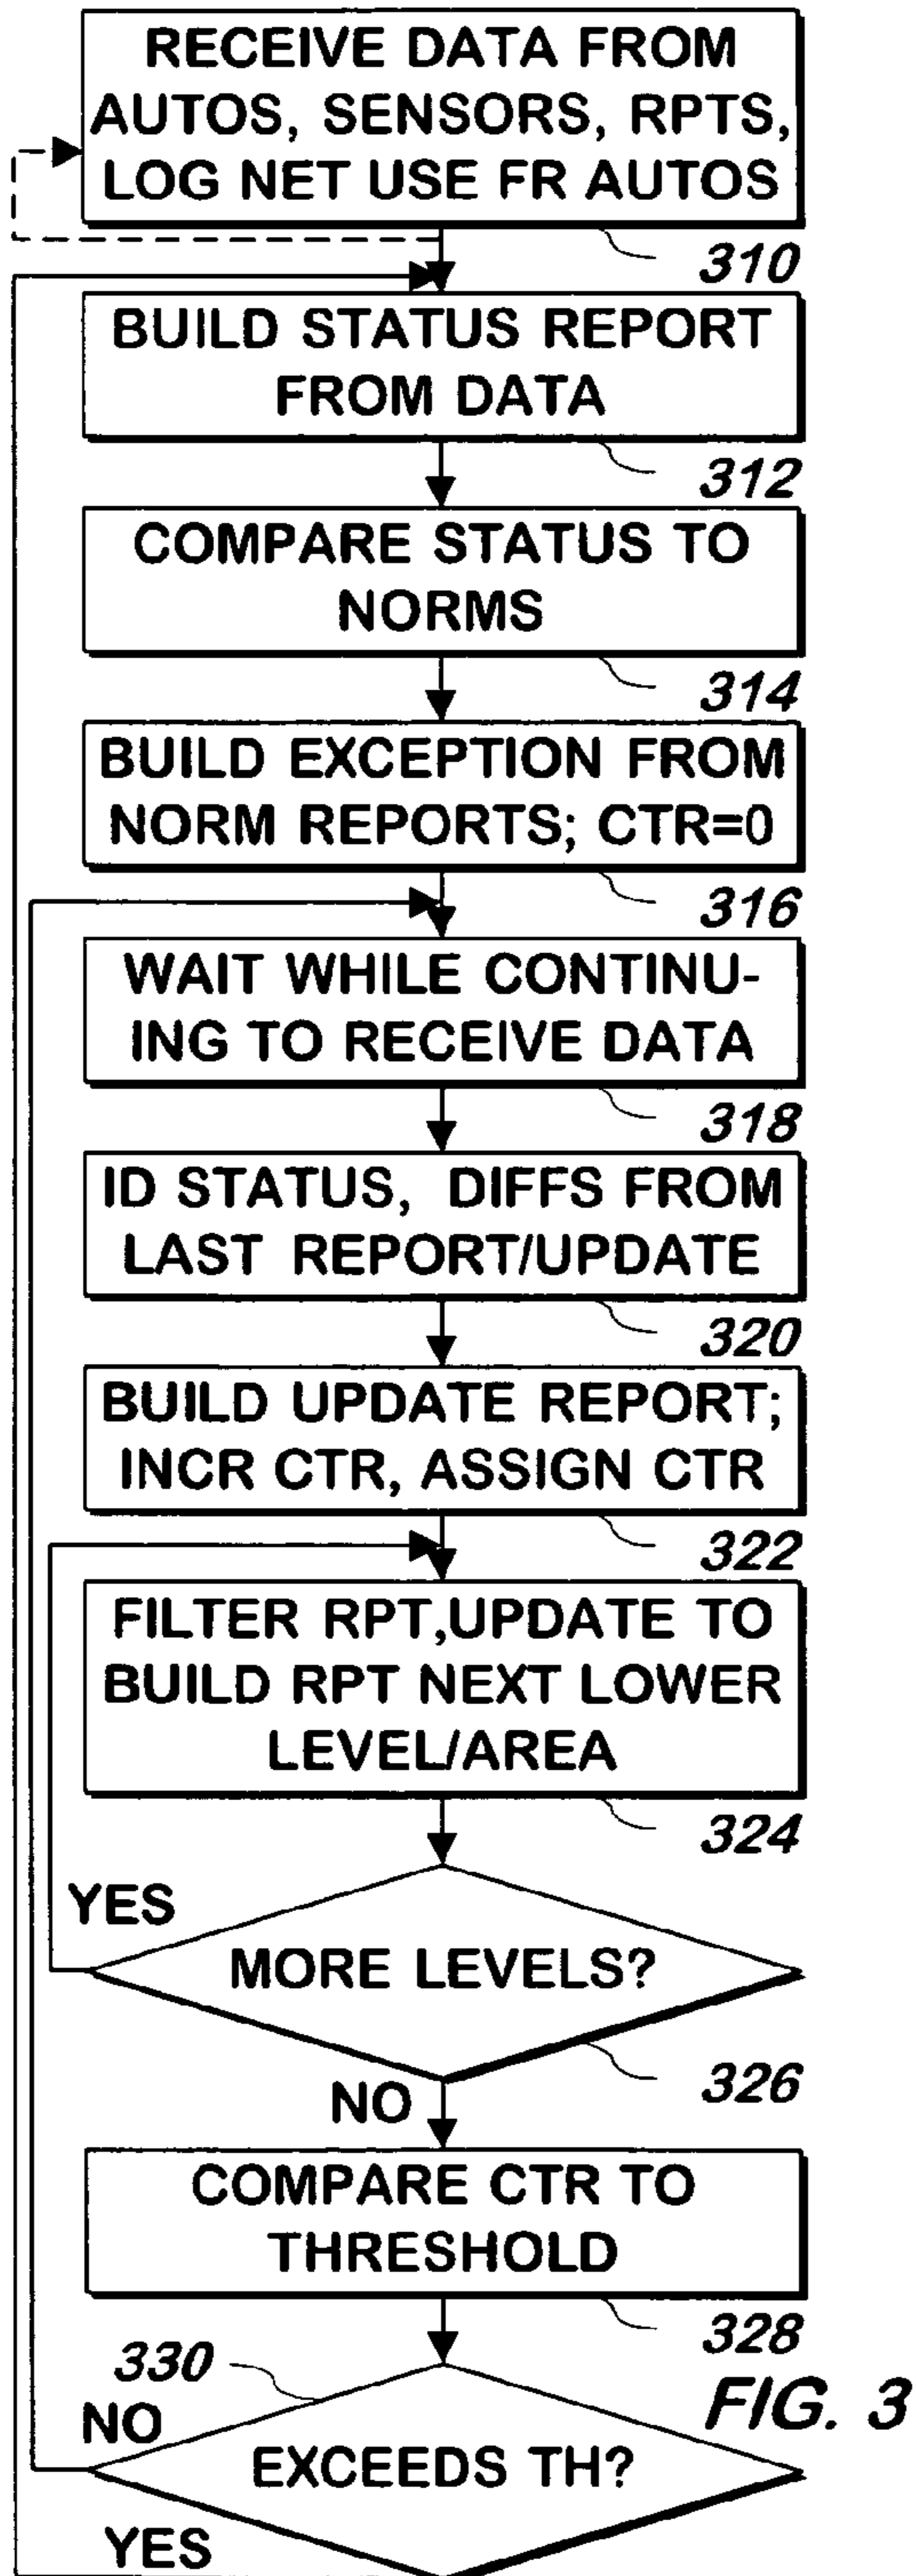 RECEIVE DATA FROM
AUTOS, SENSORS, RPTS,
LOG NET USE FR AUTOS
310
BUILD STATUS REPORT
FROM DATA
312
COMPARE STATUS TO
NORMS
314
BUILD EXCEPTION FROM
NORM REPORTS; CTR=0
316
WAIT WHILE CONTINU-
ING TO RECEIVE DATA
318
ID STATUS, DIFFS FROM
LAST REPORT/UPDATE
320
BUILD UPDATE REPORT;
INCR CTR, ASSIGN CTR
322
FILTER RPT,UPDATE TO
BUILD RPT NEXT LOWER
LEVEL/AREA
324
YES
MORE LEVELS?
326
NO
COMPARE CTR TO
THRESHOLD
328
330
FIG. 3
NO
EXCEEDS TH?
YES